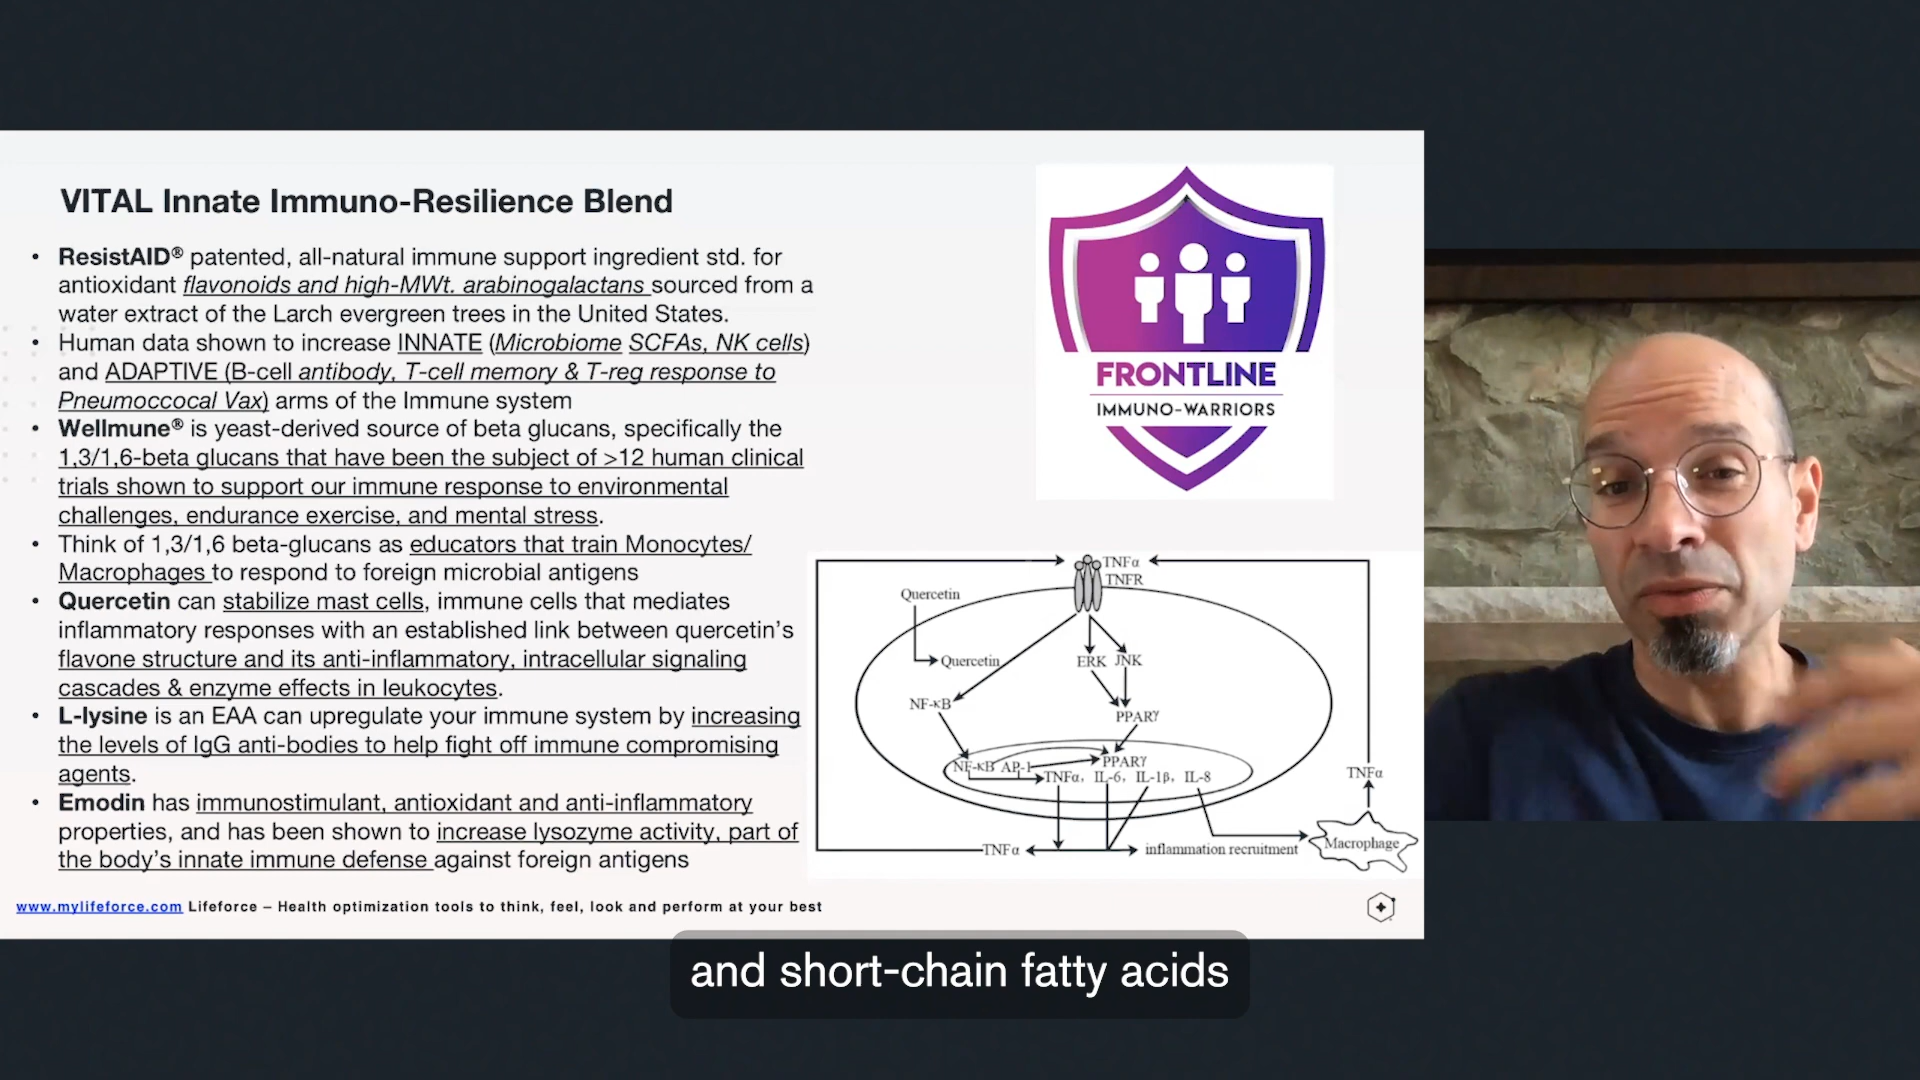 VITAL Innate Immuno-Resilience Blend
• ResistAID® patented, all-natural immune support ingredient std. for
antioxidant flavonoids and high-MWt. arabinogalactans sourced from a
water extract of the Larch evergreen trees in the United States.
• Human data shown to increase INNATE (Microbiome SCFAs, NK cells)
and ADAPTIVE (B-cell antibody, T-cell memory & T-reg response to
Pneumoccocal Vax) arms of the Immune system
• Wellmune® is yeast-derived source of beta glucans, specifically the
1,3/1,6-beta glucans that have been the subject of >12 human clinical
trials shown to support our immune response to environmental
challenges, endurance exercise, and mental stress.
• Think of 1,3/1,6 beta-glucans as educators that train Monocytes/
Macrophages to respond to foreign microbial antigens
• Quercetin can stabilize mast cells, immune cells that mediates
inflammatory responses with an established link between quercetin's
flavone structure and its anti-inflammatory, intracellular signaling
cascades & enzyme effects in leukocytes.
• L-lysine is an EAA can upregulate your immune system by increasing
the levels of IgG anti-bodies to help fight off immune compromising
agents.
• Emodin has immunostimulant, antioxidant and anti-inflammatory
properties, and has been shown to increase lysozyme activity, part of
the body's innate immune defense against foreign antigens
FRONTLINE
IMMUNO-WARRIORS
TNFα
TNFR
Quercetin
Quercetin
ERK JNK
NF-κB
PPARγ
PPARγ
NF-κB AP-1
TNFα, IL-6, IL-1β, IL-8
TNFα
TNFα
inflammation recruitment
Macrophage
www.mylifeforce.com Lifeforce – Health optimization tools to think, feel, look and perform at your best
and short-chain fatty acids